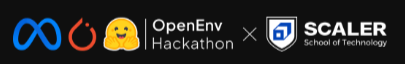 OpenEnv
Hackathon
SCALER
School of Technology